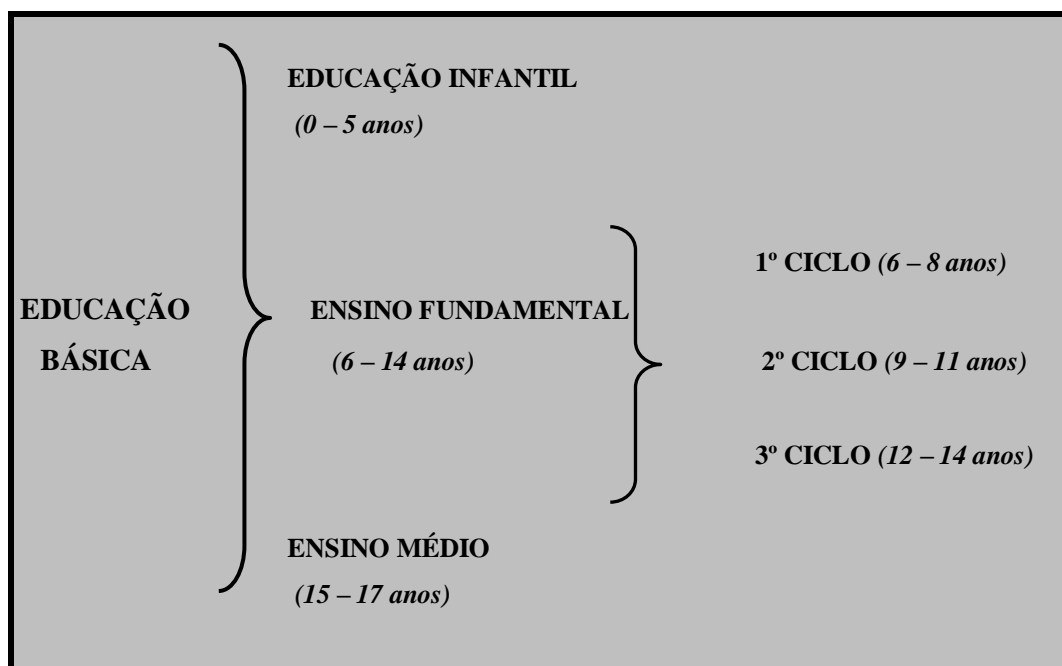 EDUCAÇÃO
BÁSICA
EDUCAÇÃO INFANTIL
(0 – 5 anos)
ENSINO FUNDAMENTAL
(6 – 14 anos)
1º CICLO (6 – 8 anos)
2º CICLO (9 – 11 anos)
3º CICLO (12 – 14 anos)
ENSINO MÉDIO
(15 – 17 anos)